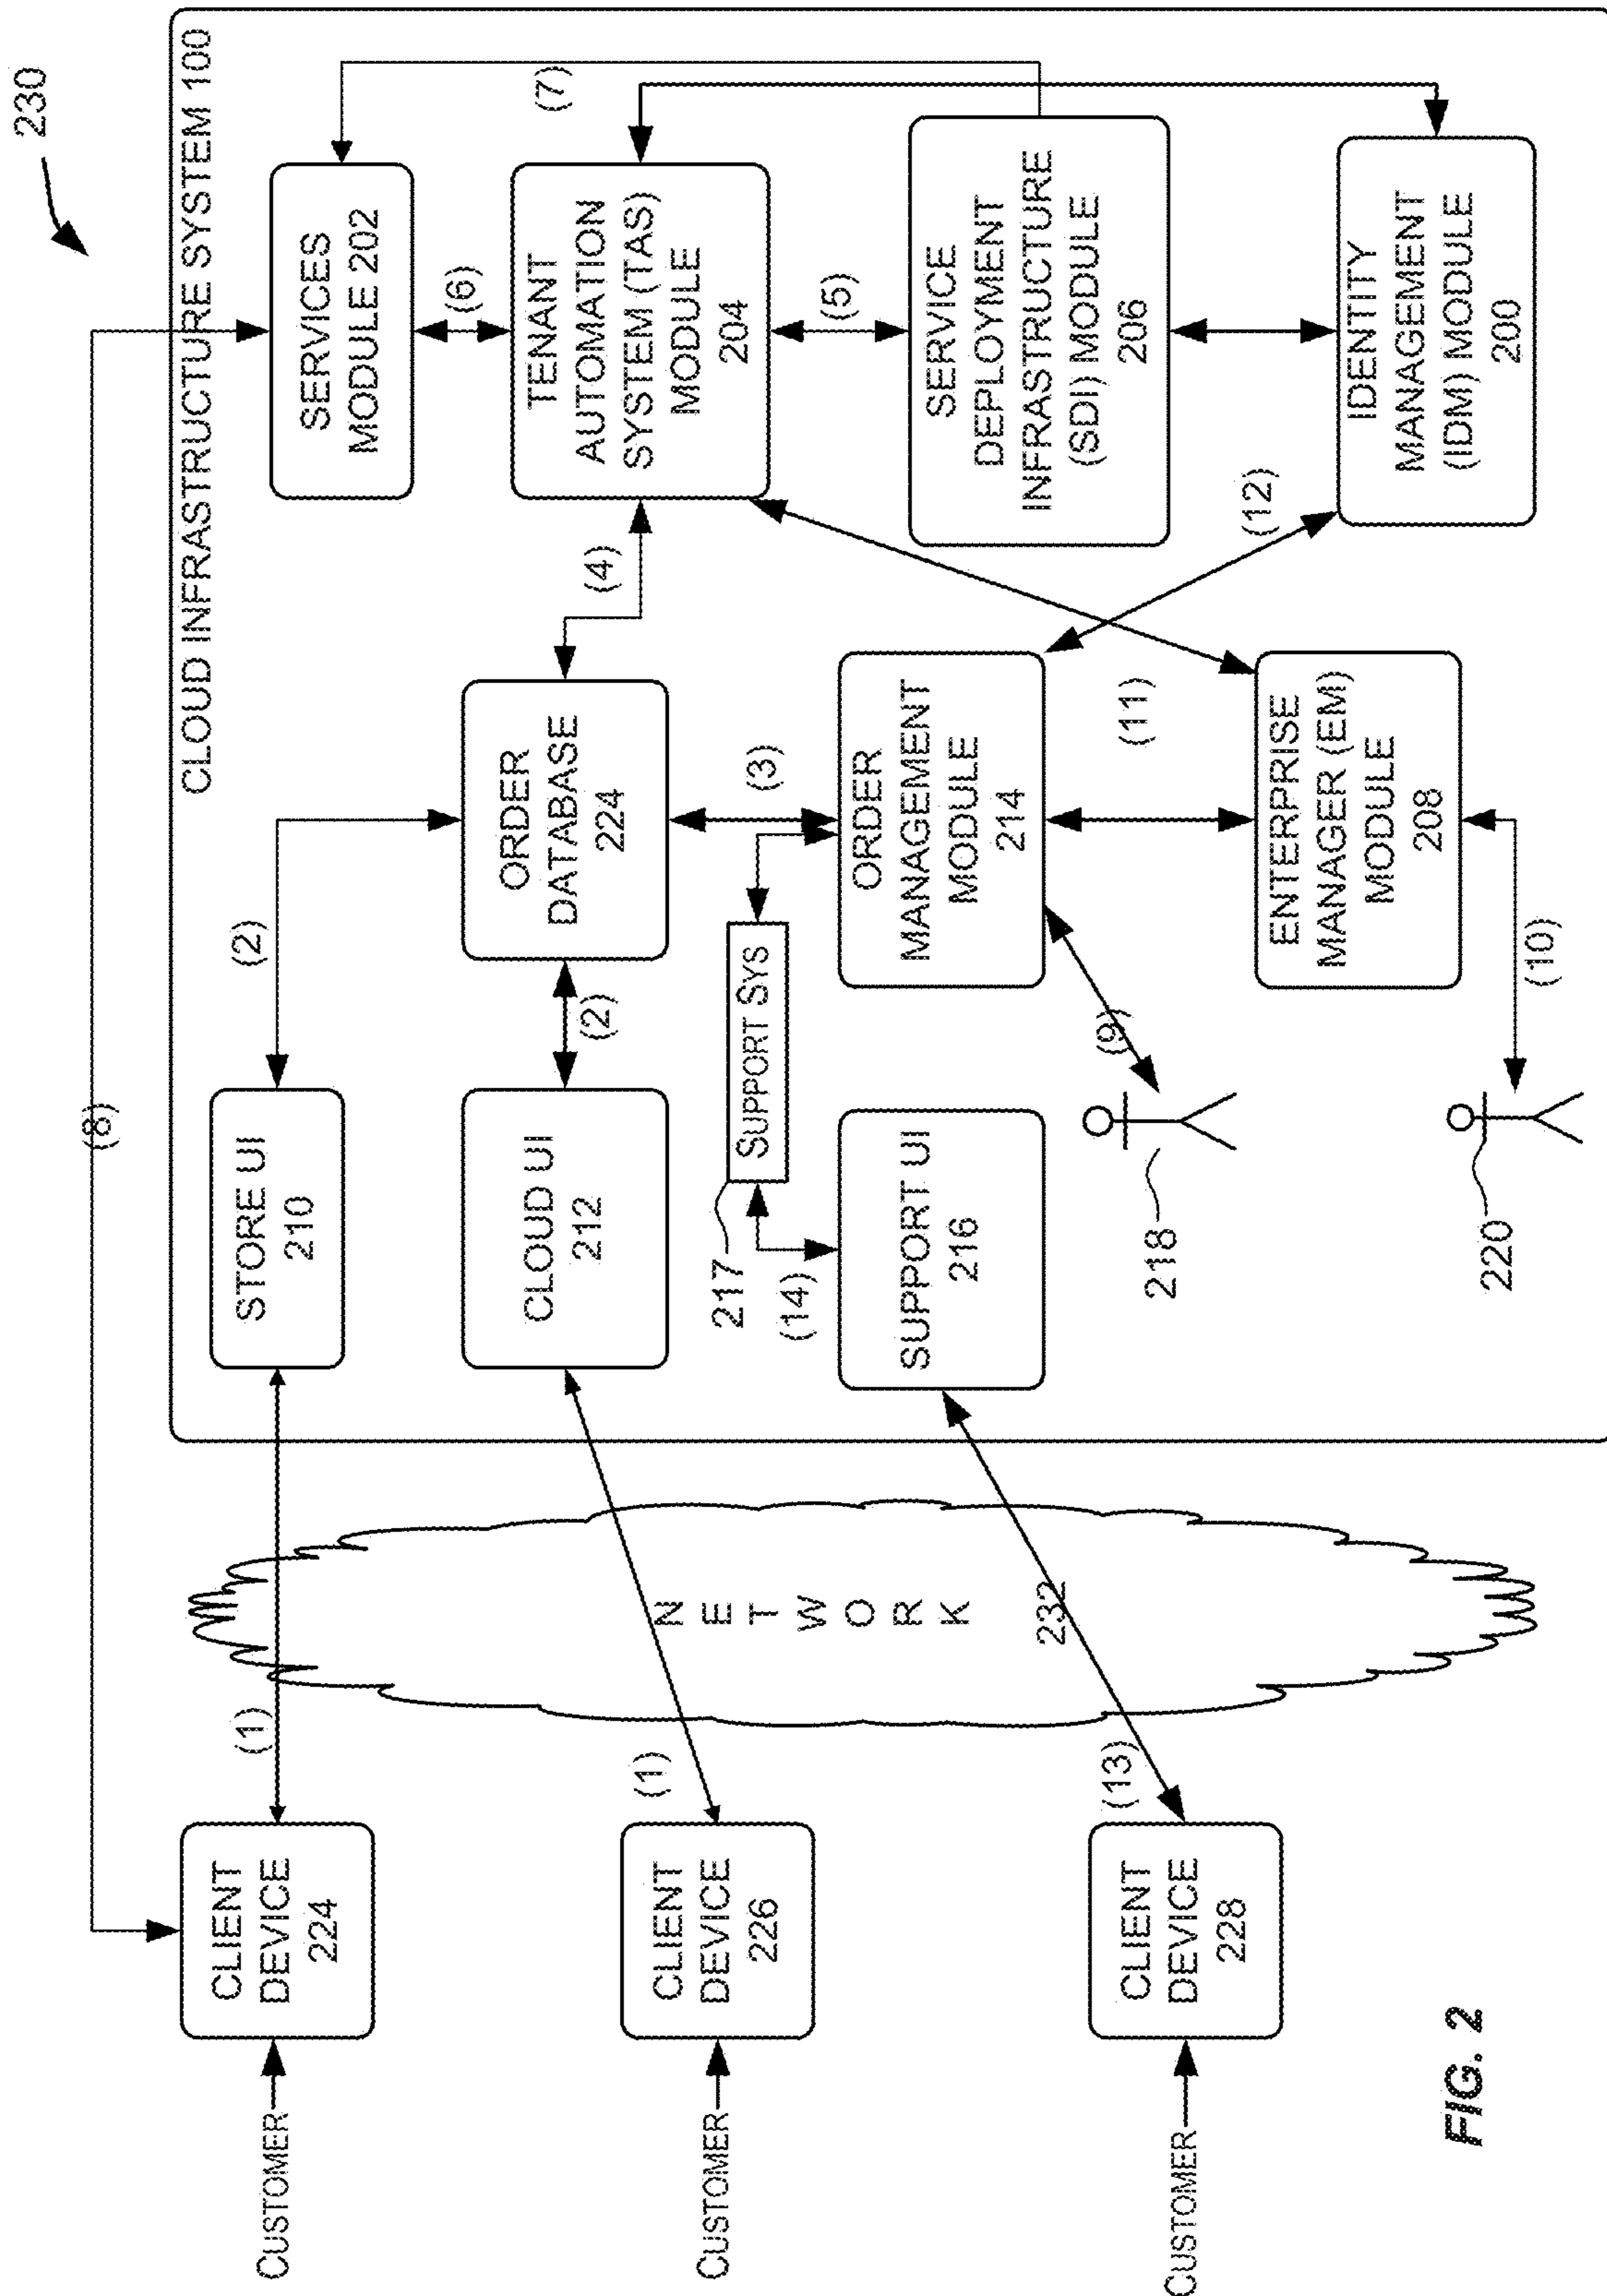 230
CLOUD INFRASTRUCTURE SYSTEM 100
(8)
CUSTOMER
CLIENT
DEVICE
224
(1)
STORE UI
210
(2)
SERVICES
MODULE 202
(6)
(7)
CUSTOMER
CLIENT
DEVICE
226
(1)
NETWORK
232
CLOUD UI
212
(2)
ORDER
DATABASE
224
(4)
TENANT
AUTOMATION
SYSTEM (TAS)
MODULE
204
(5)
217
SUPPORT SYS
(3)
(14)
CUSTOMER
CLIENT
DEVICE
228
(13)
SUPPORT UI
216
ORDER
MANAGEMENT
MODULE
214
SERVICE
DEPLOYMENT
INFRASTRUCTURE
(SDI) MODULE
206
(9)
218
(11)
(12)
ENTERPRISE
MANAGER (EM)
MODULE
208
IDENTITY
MANAGEMENT
(IDM) MODULE
200
220
(10)
FIG. 2